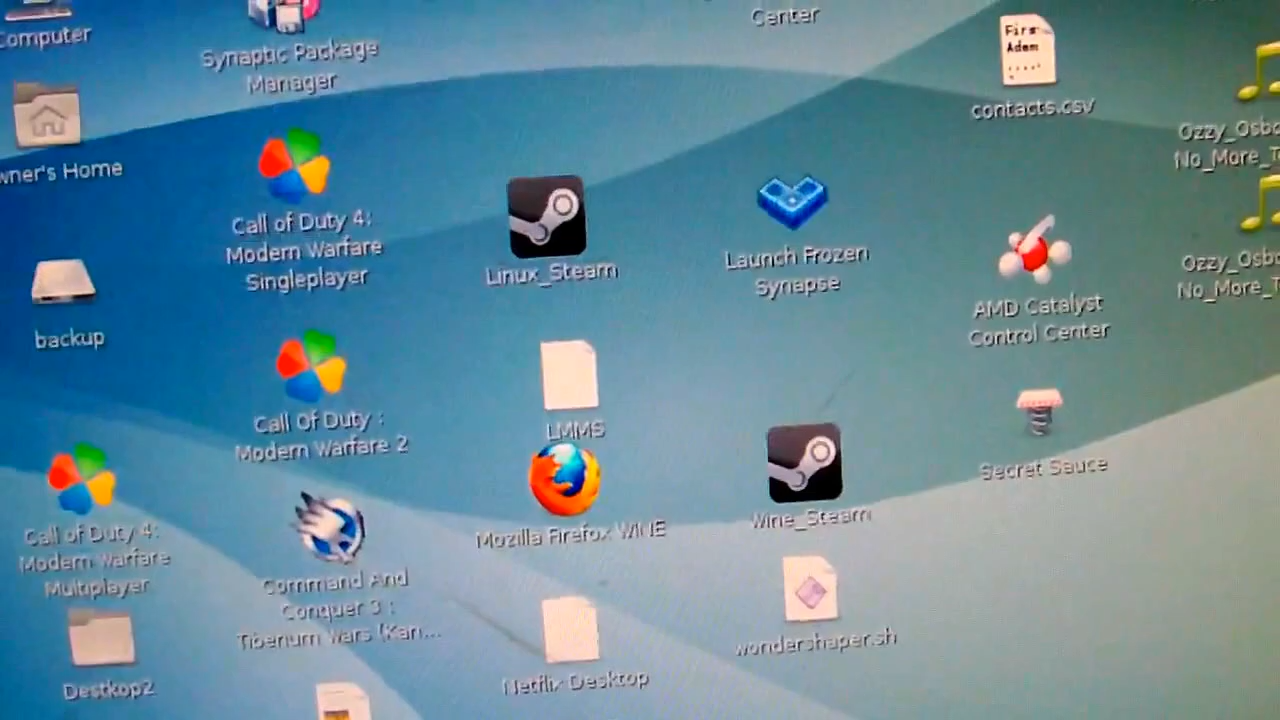 Computer
Synaptic Package
Manager
Center
Firs
Adam
contacts.csv
wner's Home
Ozzy_Osbo
No_More_T
Call of Duty 4:
Modern Warfare
Singleplayer
Linux_Steam
Launch Frozen
Synapse
AMD Catalyst
Control Center
Ozzy_Osbo
No_More_T
backup
Call Of Duty :
Modern Warfare 2
LMMS
Secret Sauce
Call of Duty 4:
Modern Warfare
Multiplayer
Mozilla Firefox WINE
Wine_Steam
Command And
Conquer 3 :
Tiberium Wars (Kan...
wondershaper.sh
Destkop2
Netflix Desktop